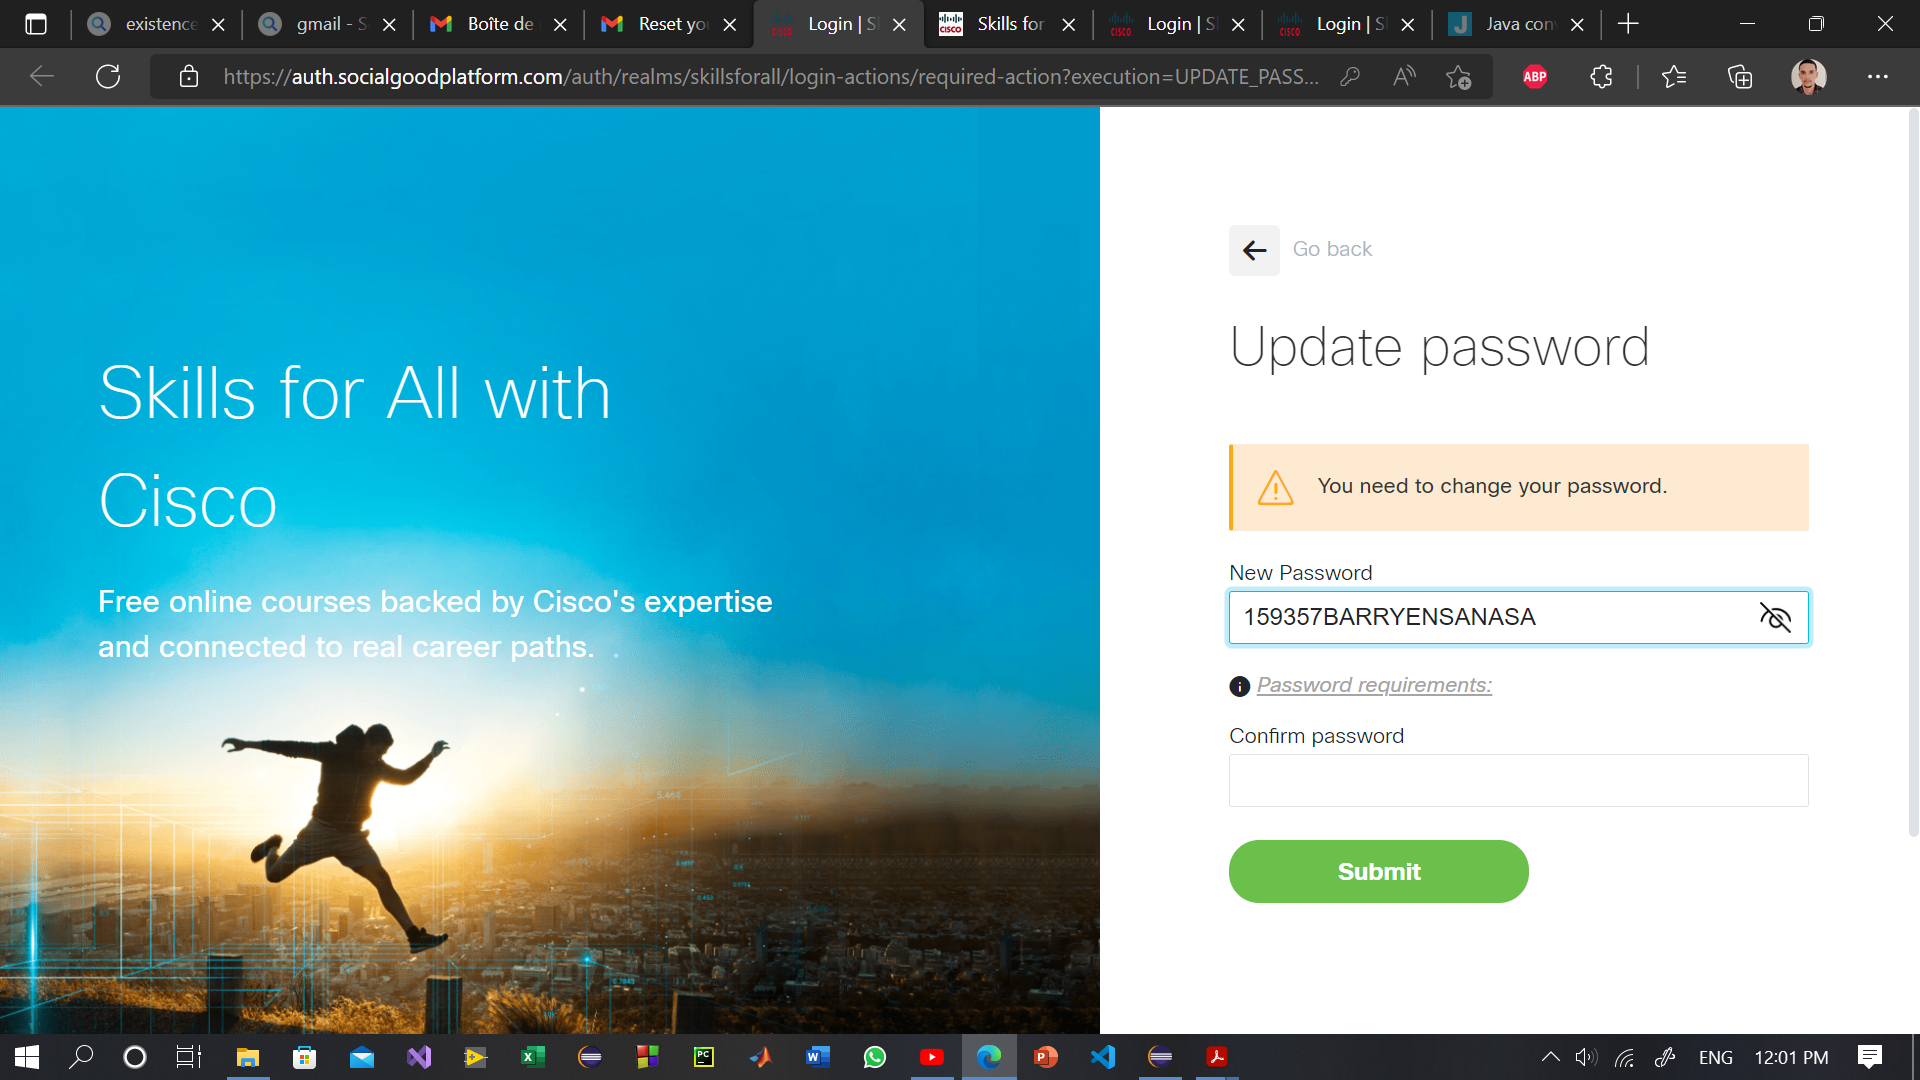 existence
gmail - S
Boîte de
Reset you
Login | S
Skills for
Login | S
Login | S
Java con
https://auth.socialgoodplatform.com/auth/realms/skillsforall/login-actions/required-action?execution=UPDATE_PASS...
ABP
Skills for All with
Cisco
Free online courses backed by Cisco's expertise
and connected to real career paths.
Go back
Update password
You need to change your password.
New Password
159357BARRYENSANASA
Password requirements:
Confirm password
Submit
ENG
12:01 PM